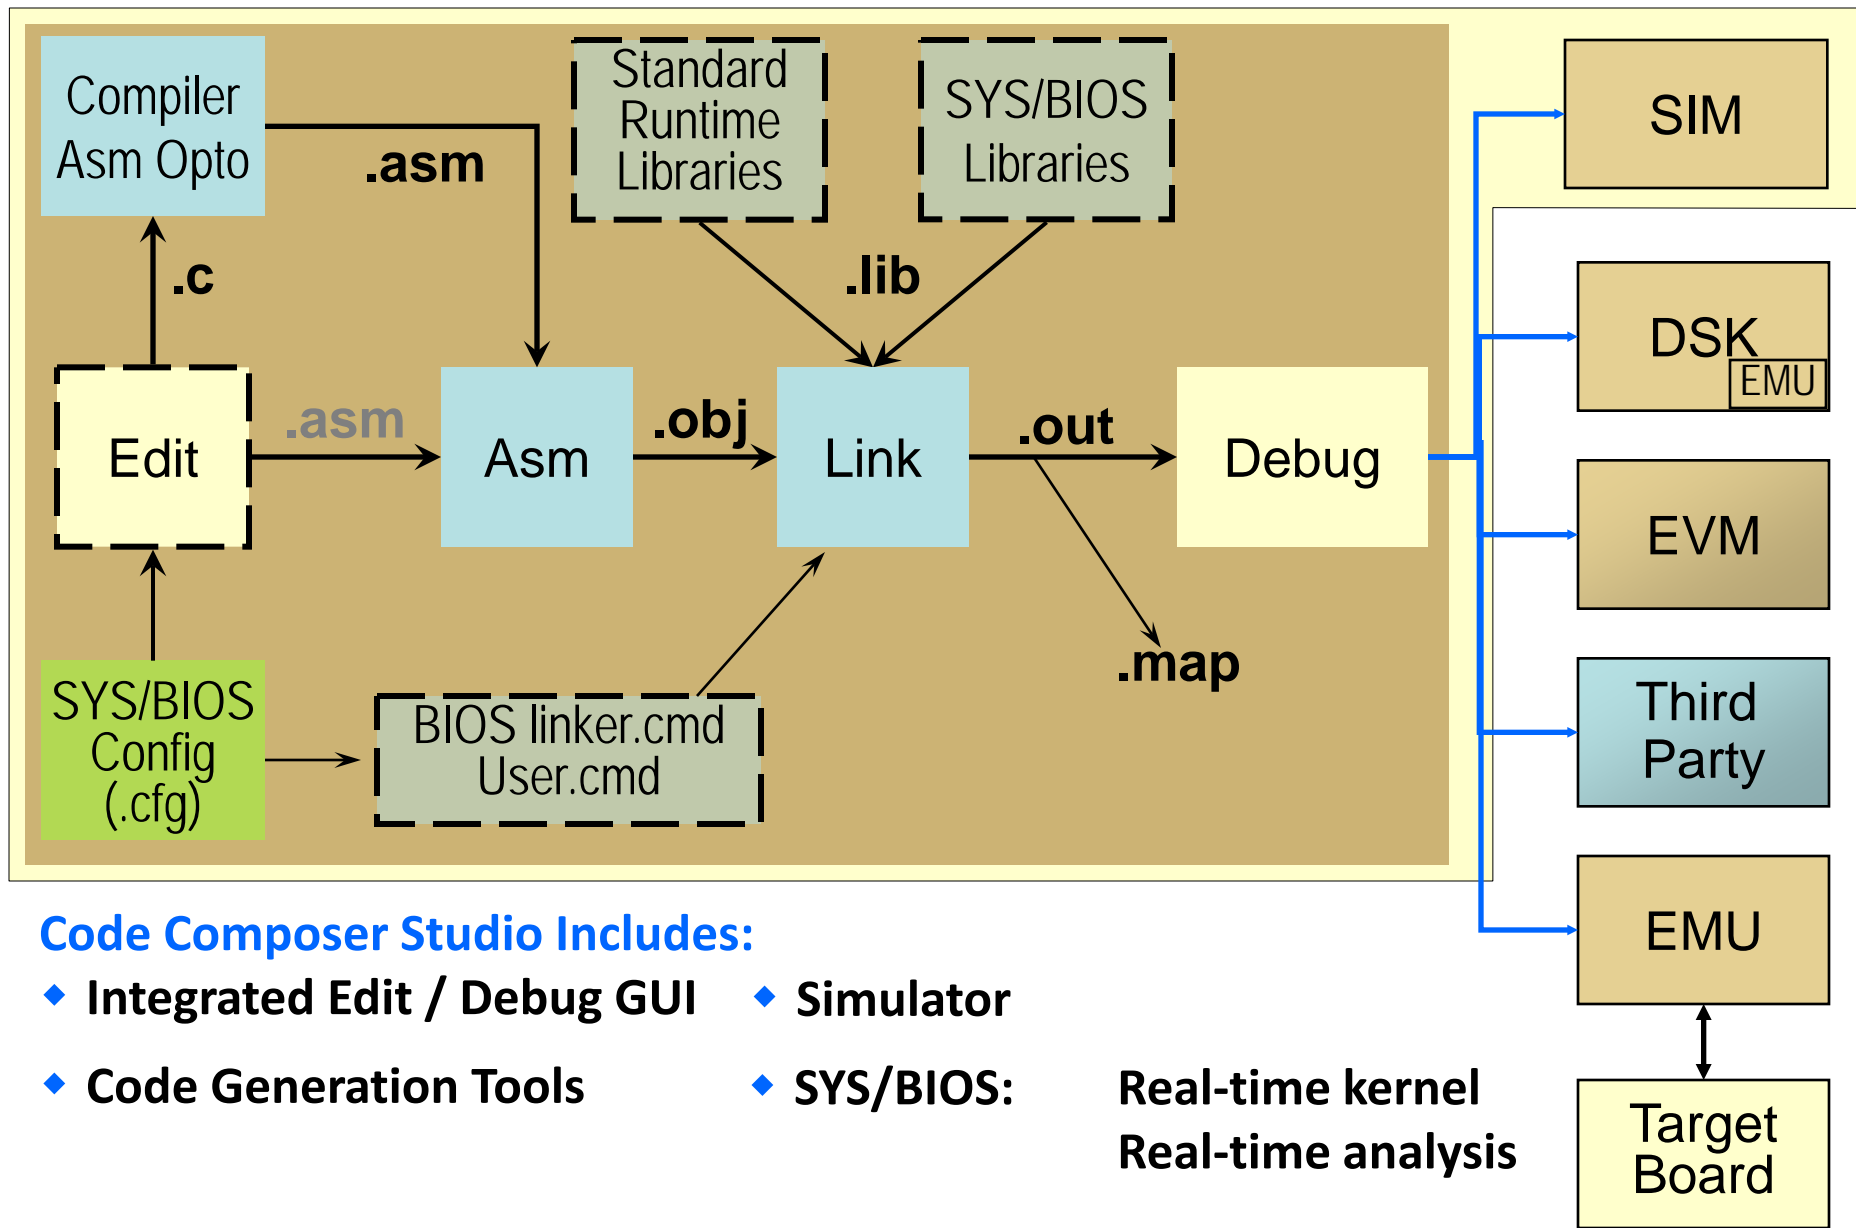 Compiler
Asm Opto
.asm
Standard
Runtime
Libraries
SYS/BIOS
Libraries
SIM
.c
.lib
DSK
EMU
Edit
.asm
Asm
.obj
Link
.out
Debug
EVM
.map
SYS/BIOS
Config
(.cfg)
BIOS linker.cmd
User.cmd
Third
Party
EMU
Code Composer Studio Includes:
Integrated Edit / Debug GUI
Simulator
Code Generation Tools
SYS/BIOS: Real-time kernel
Real-time analysis
Target
Board